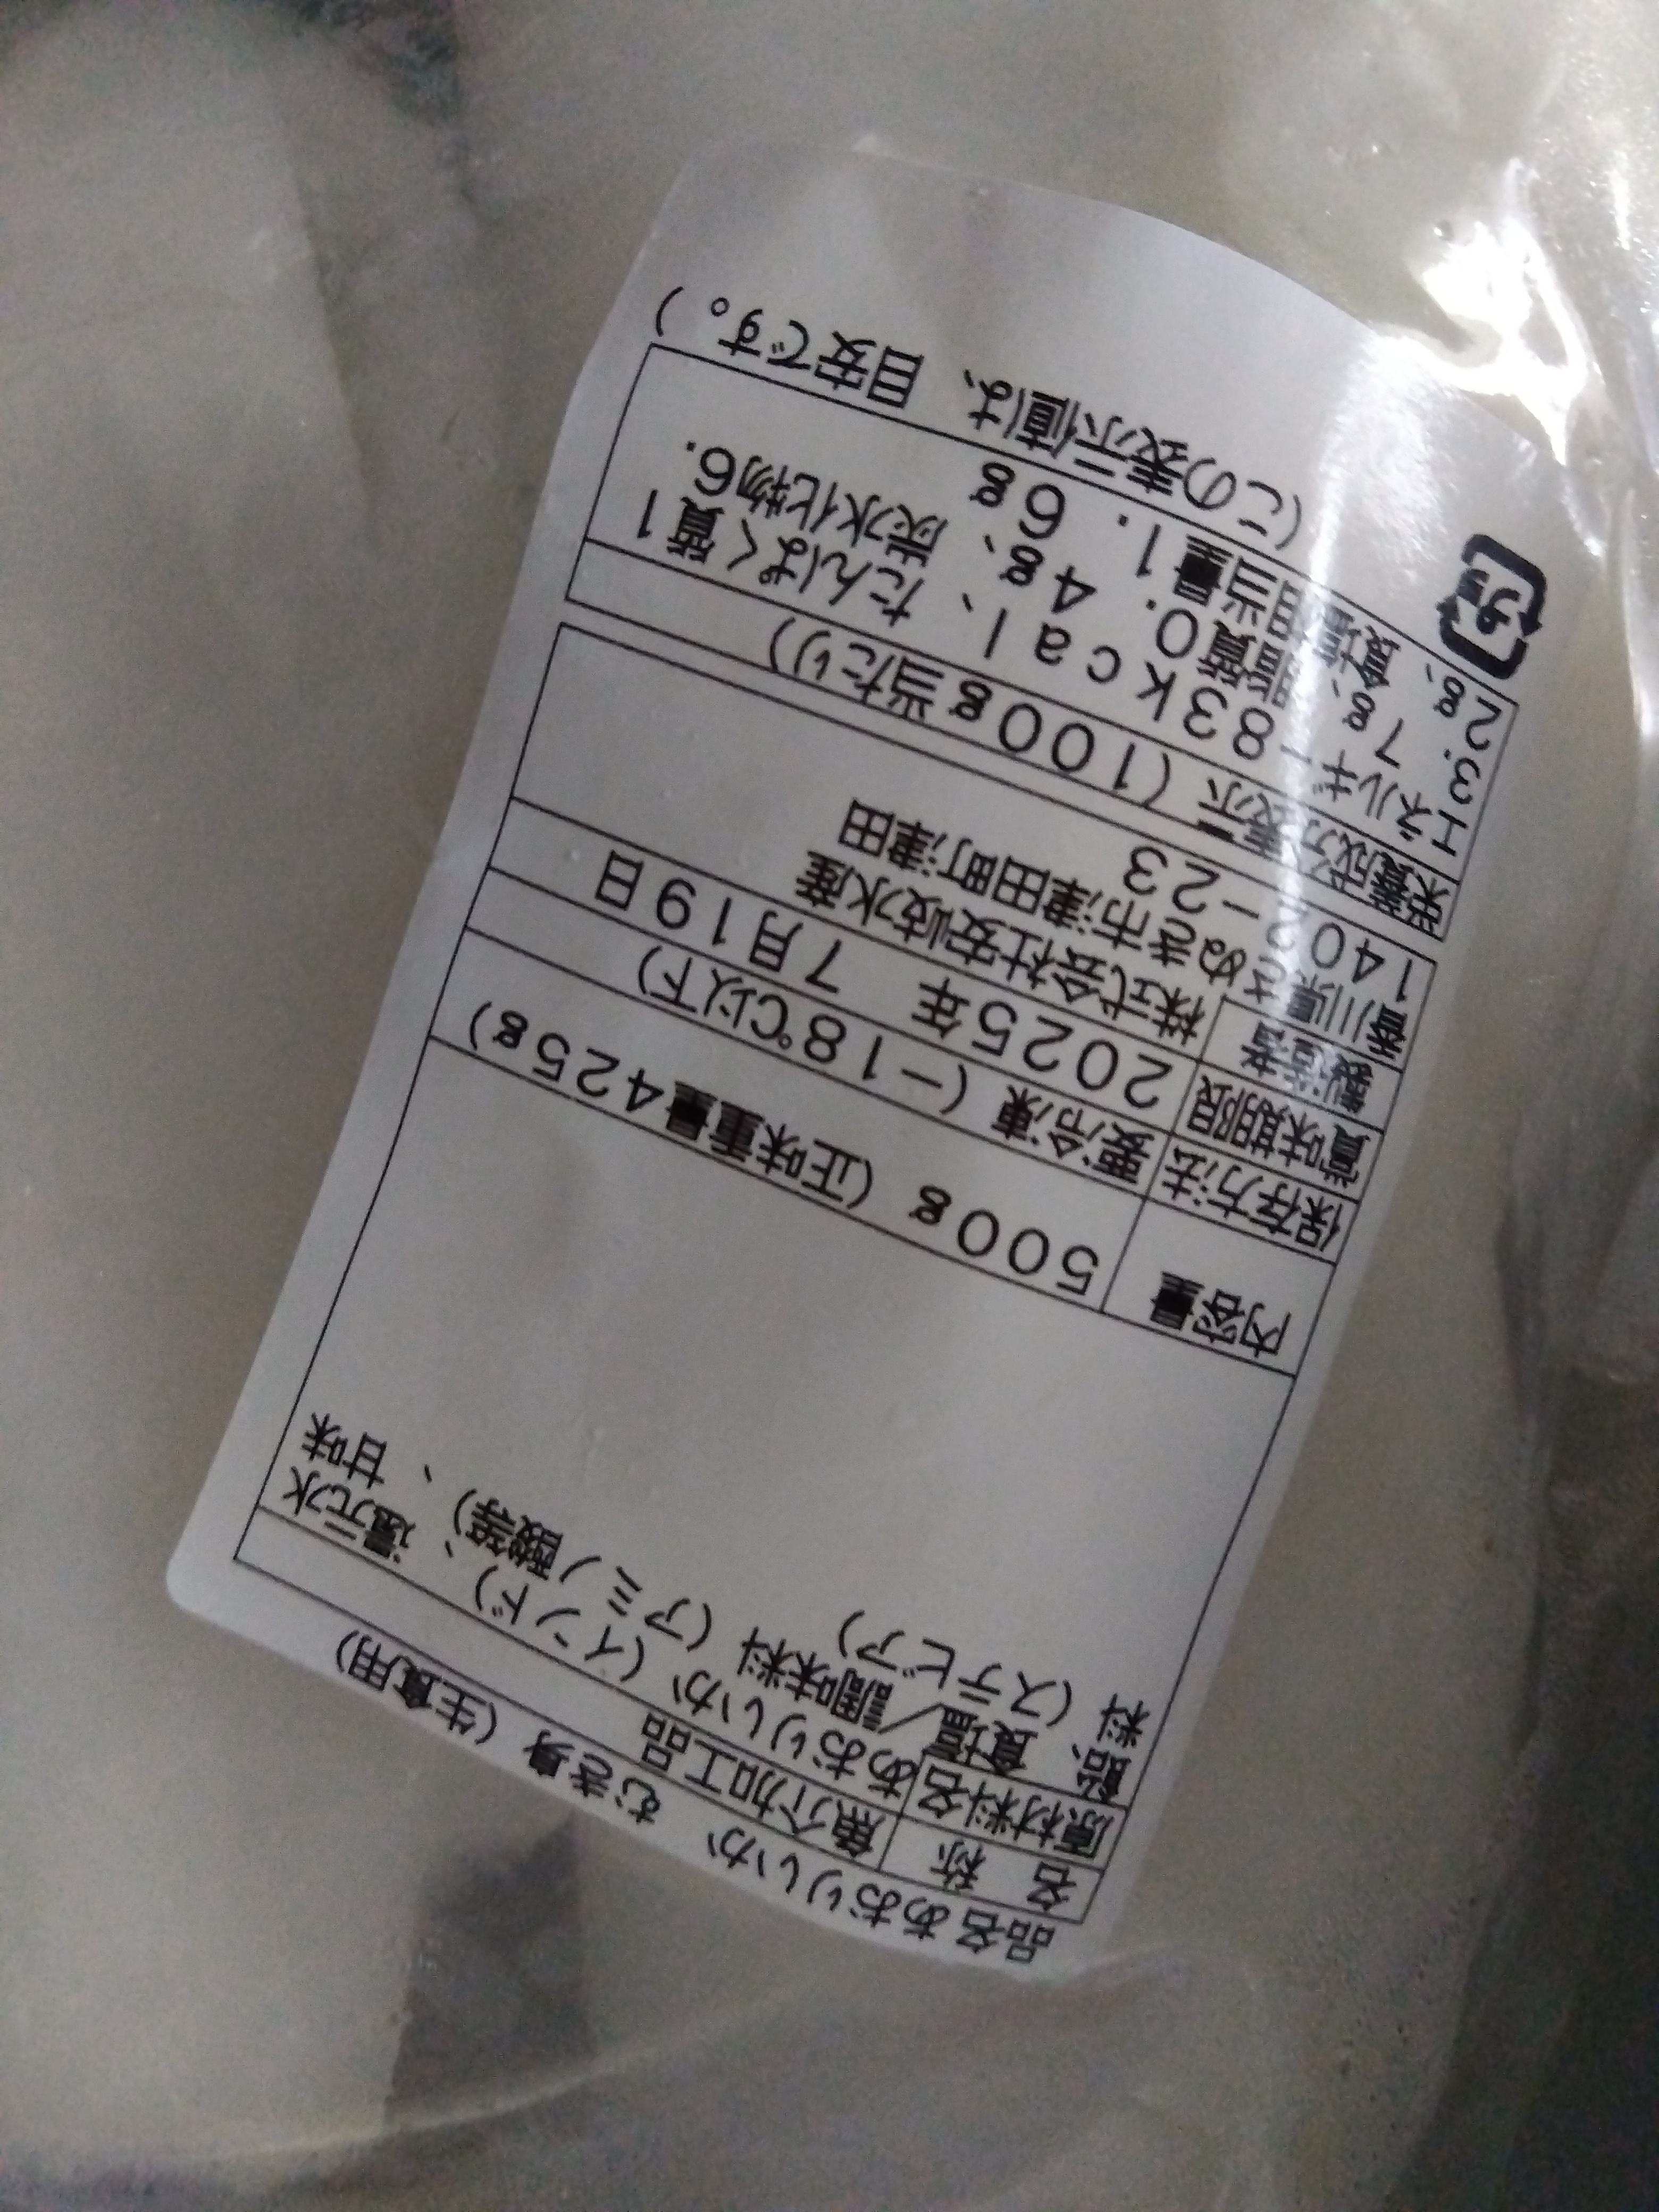 品名あおりいか　むき身（生食用）
名　称　魚介加工品
原材料名　あおりいか（インド）、還元水
飴、食塩／調味料（アミノ酸等）、甘味
料（ステビア）
内容量　500g（正味重量425g）
保存方法　要冷凍（－18℃以下）
賞味期限　2025年　7月19日
製造者　株式会社安岐水産
香川県さぬき市津田町津田
1402－23
栄養成分表示（100g当たり）
エネルギー83kcal、たんぱく質1
3．7g、脂質0．4g、炭水化物6．
2g、食塩相当量1．6g
（この表示値は、目安です。）
プラ